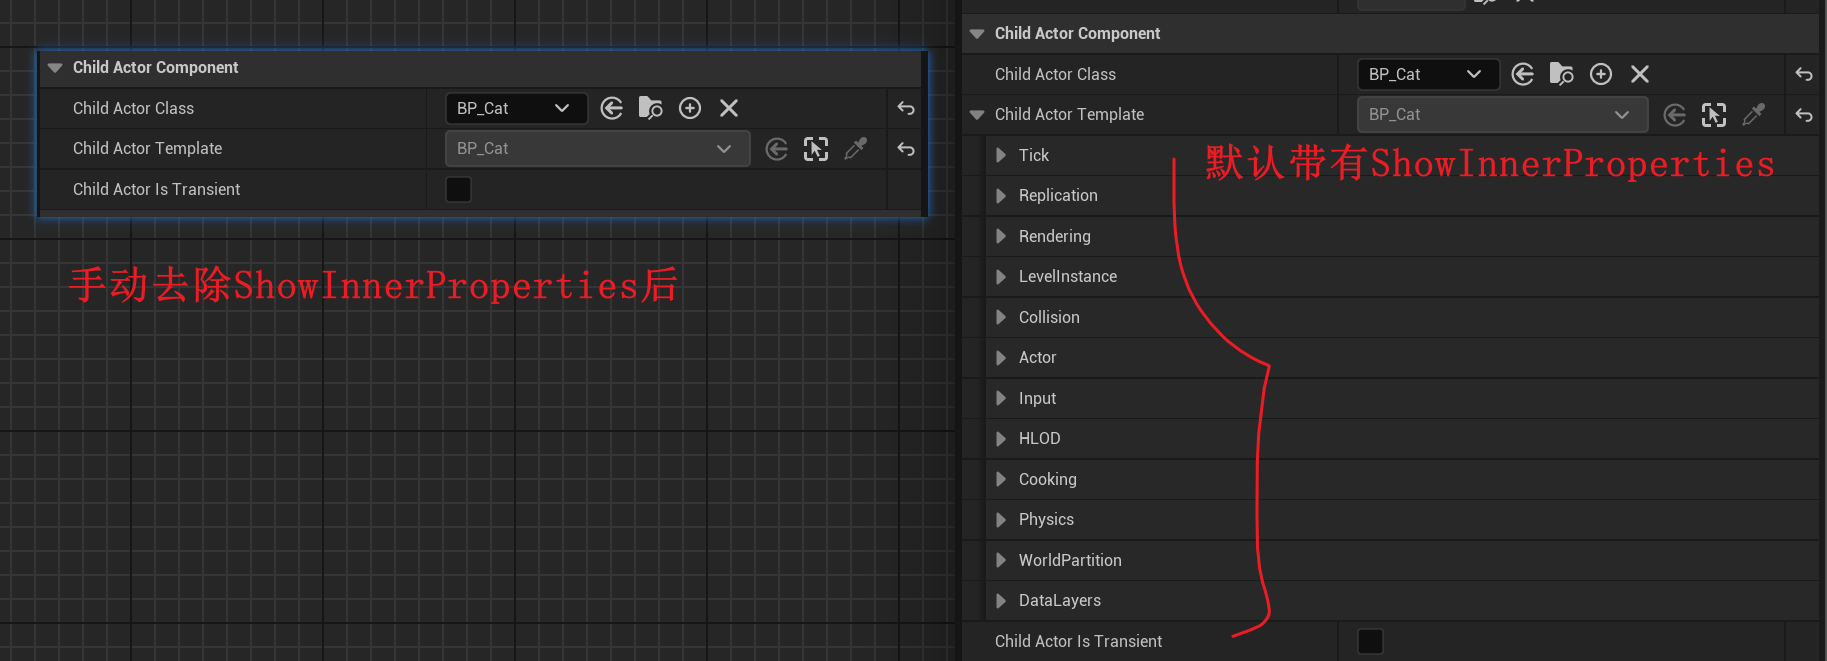 Child Actor Component
Child Actor Class
BP_Cat
Child Actor Template
BP_Cat
Child Actor Is Transient
手动去除ShowInnerProperties后
Child Actor Component
Child Actor Class
BP_Cat
Child Actor Template
BP_Cat
Tick
默认带有ShowInnerProperties
Replication
Rendering
LevelInstance
Collision
Actor
Input
HLOD
Cooking
Physics
WorldPartition
DataLayers
Child Actor Is Transient